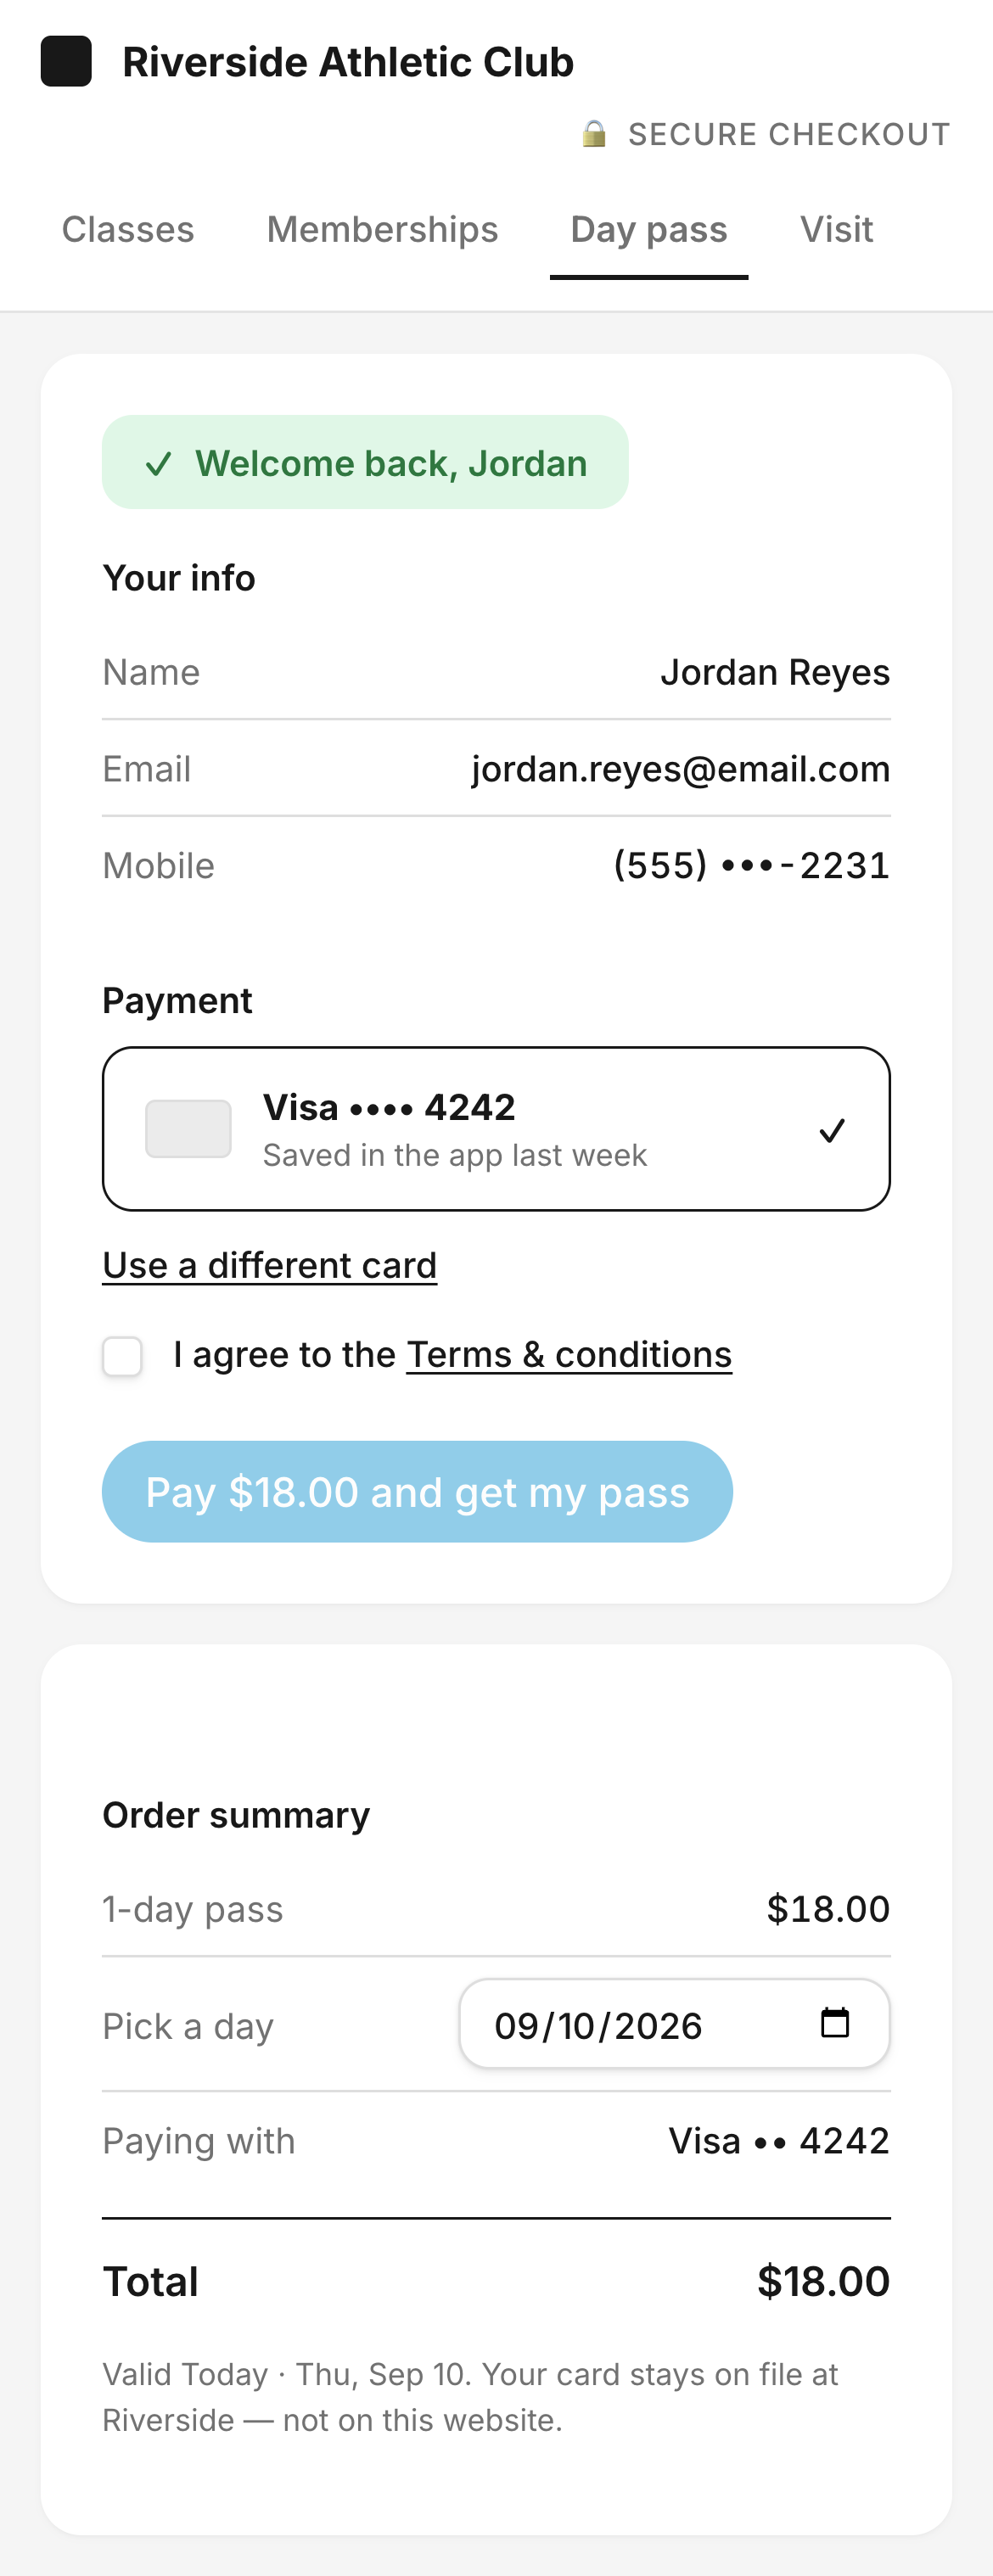 Riverside Athletic Club
🔒 SECURE CHECKOUT
Classes Memberships Day pass Visit
✓ Welcome back, Jordan
Your info
Name Jordan Reyes
Email jordan.reyes@email.com
Mobile (555) •••-2231
Payment
Visa •••• 4242
Saved in the app last week
Use a different card
I agree to the Terms & conditions
Pay $18.00 and get my pass
Order summary
1-day pass $18.00
Pick a day 09/10/2026
Paying with Visa •• 4242
Total $18.00
Valid Today · Thu, Sep 10. Your card stays on file at
Riverside — not on this website.